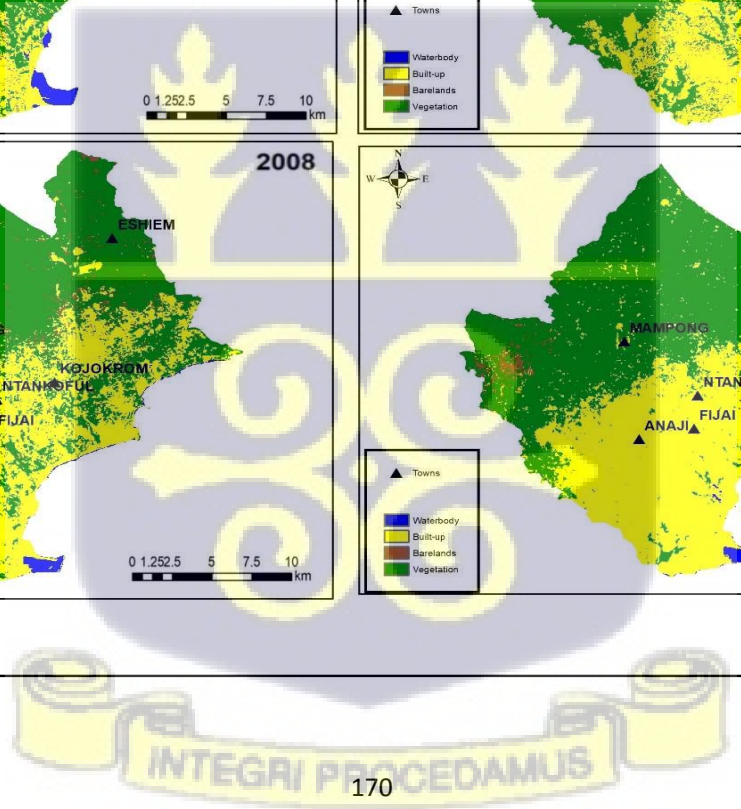 Towns
Waterbody
Built-up
Barelands
Vegetation
0 1.252.5 5 7.5 10
km
2008
N
W E
S
ESHIEM
KOJOKROM
NTANKOFUL
FIJAI
MAMPONG
NTAN
FIJAI
ANAJI
Towns
Waterbody
Built-up
Barelands
Vegetation
0 1.252.5 5 7.5 10
km
INTEGRI PROCEDAMUS
170